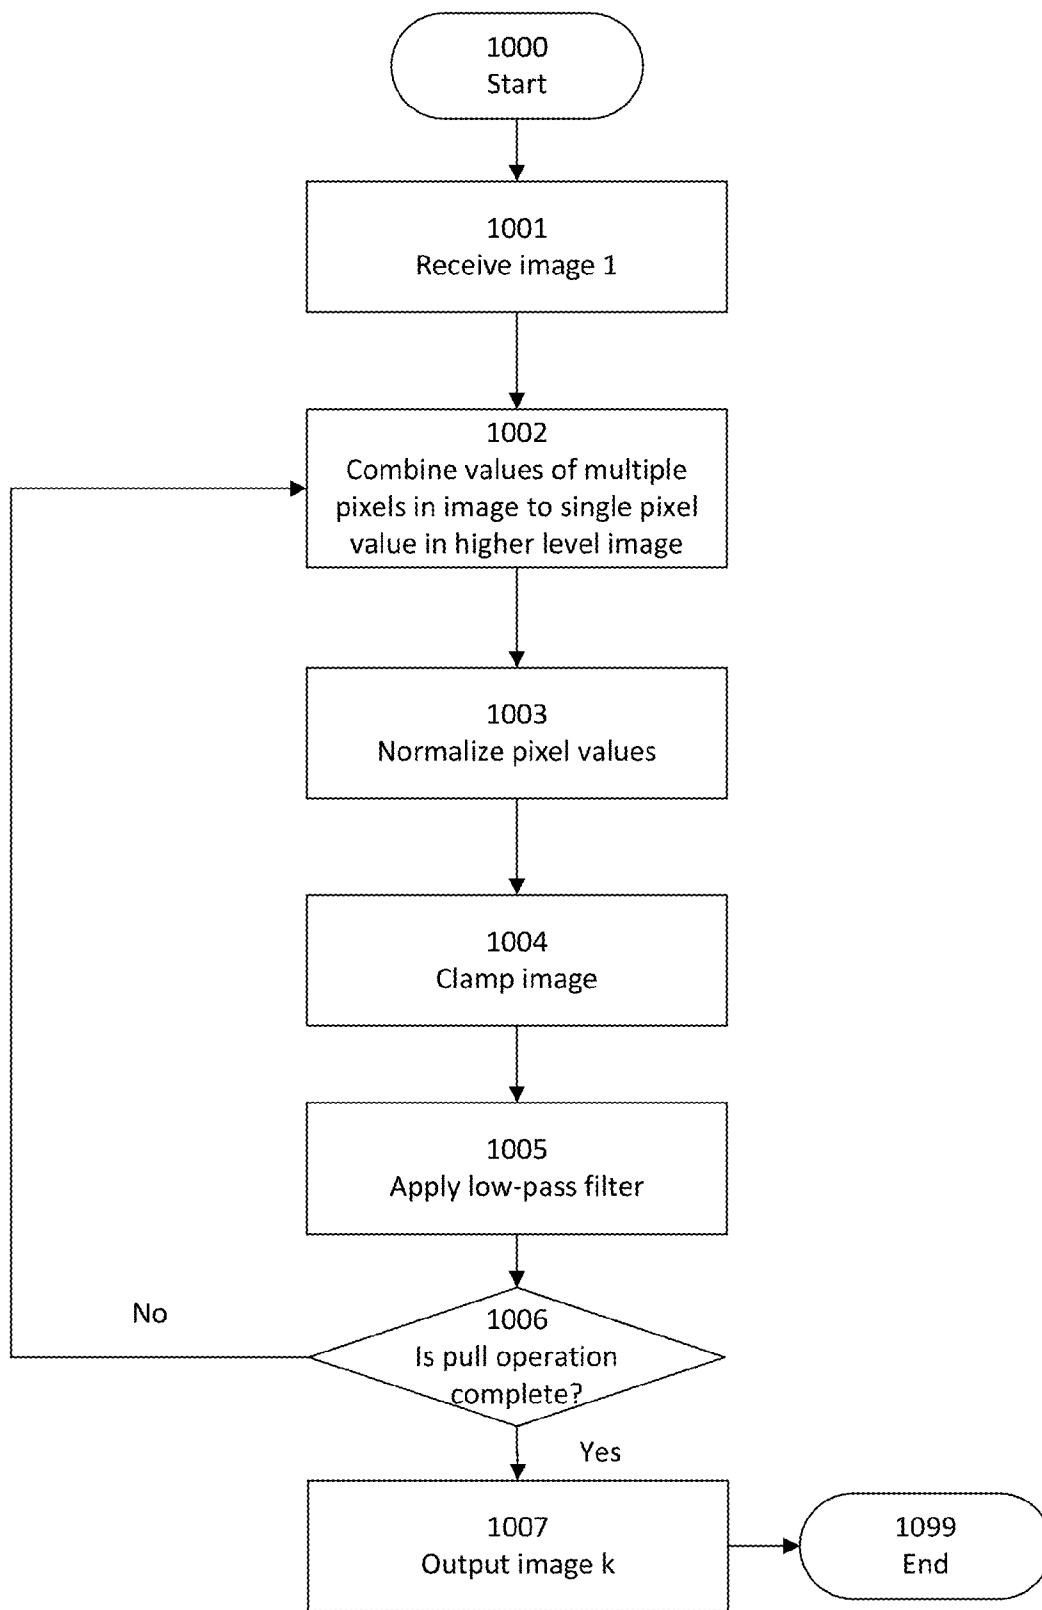 1000
Start
1001
Receive image 1
1002
Combine values of multiple
pixels in image to single pixel
value in higher level image
1003
Normalize pixel values
1004
Clamp image
1005
Apply low-pass filter
No
1006
Is pull operation
complete?
Yes
1007
Output image k
1099
End